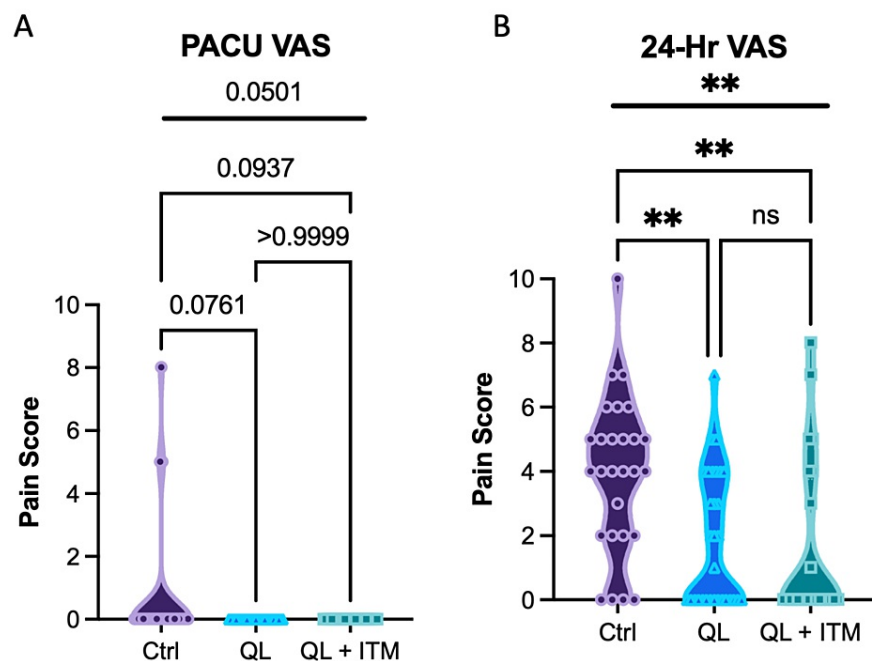 A
PACU VAS
0.0501
0.0937
>0.9999
0.0761
10
8
6
4
2
0
Pain Score
Ctrl
QL
QL + ITM
B
24-Hr VAS
**
**
**
ns
10
8
6
4
2
0
Pain Score
Ctrl
QL
QL + ITM